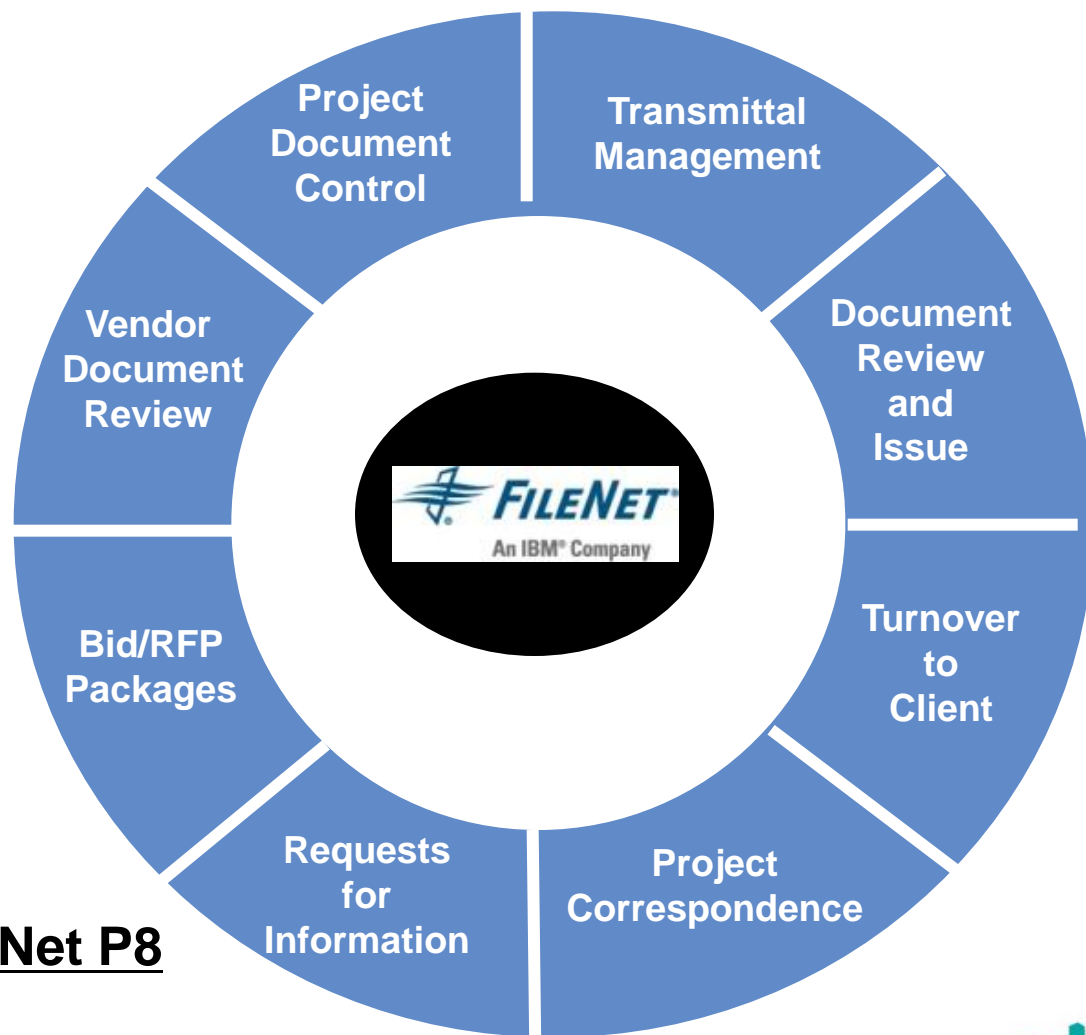 Project
Document
Control
Transmittal
Management
Document
Review
and
Issue
Turnover
to
Client
Project
Correspondence
Requests
for
Information
Bid/RFP
Packages
Vendor
Document
Review
FILENET®
An IBM® Company
Net P8